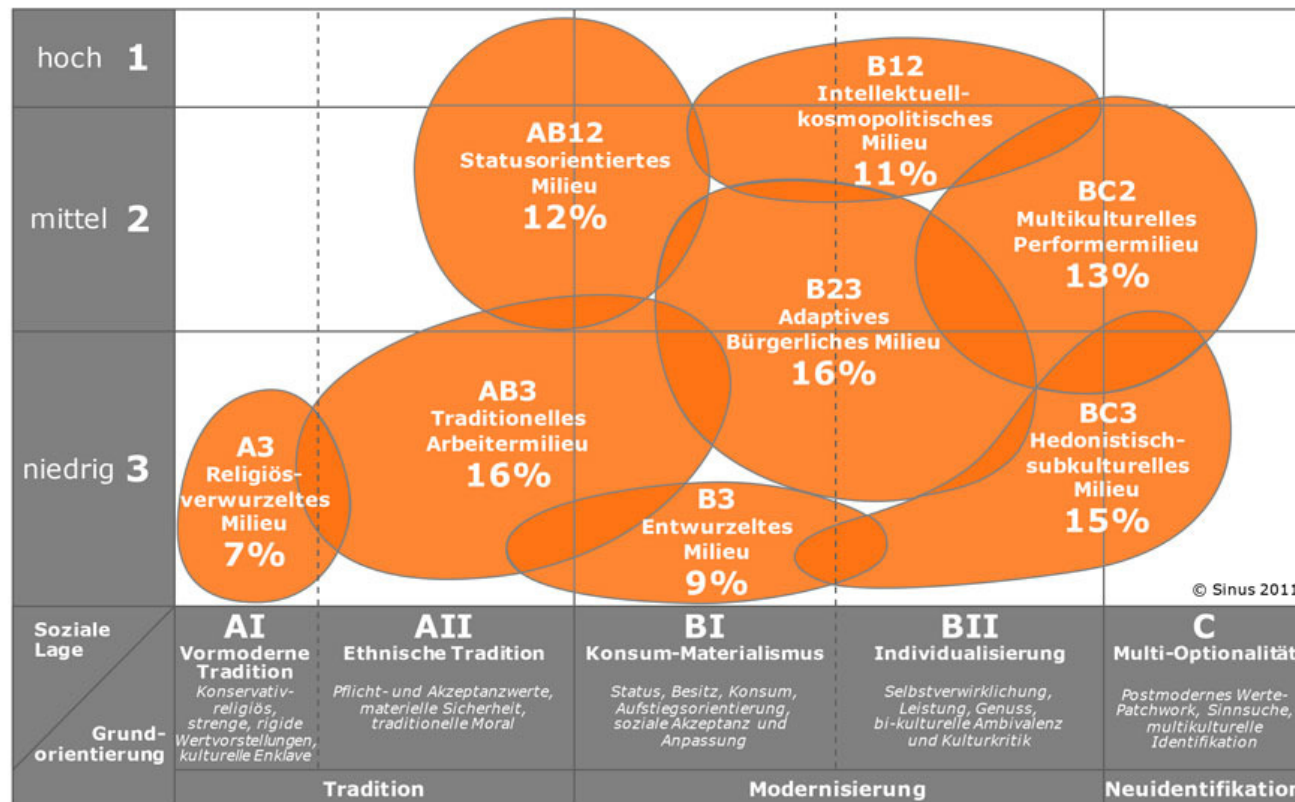 hoch 1
mittel 2
niedrig 3
AB12
Statusorientiertes
Milieu
12%
B12
Intellektuell-
kosmopolitisches
Milieu
11%
BC2
Multikulturelles
Performermilieu
13%
B23
Adaptives
Bürgerliches Milieu
16%
AB3
Traditionelles
Arbeitermilieu
16%
A3
Religiös-
verwurzeltes
Milieu
7%
B3
Entwurzeltes
Milieu
9%
BC3
Hedonistisch-
subkulturelles
Milieu
15%
© Sinus 2011
Soziale
Lage
Grund-
orientierung
AI
Vormoderne
Tradition
Konservativ-
religiös,
strenge, rigide
Wertvorstellungen,
kulturelle Enklave
AII
Ethnische Tradition
Pflicht- und Akzeptanzwerte,
materielle Sicherheit,
traditionelle Moral
BI
Konsum-Materialismus
Status, Besitz, Konsum,
Aufstiegsorientierung,
soziale Akzeptanz und
Anpassung
BII
Individualisierung
Selbstverwirklichung,
Leistung, Genuss,
bi-kulturelle Ambivalenz
und Kulturkritik
C
Multi-Optionalität
Postmodernes Werte-
Patchwork, Sinnsuche,
multikulturelle
Identifikation
Tradition
Modernisierung
Neuidentifikation